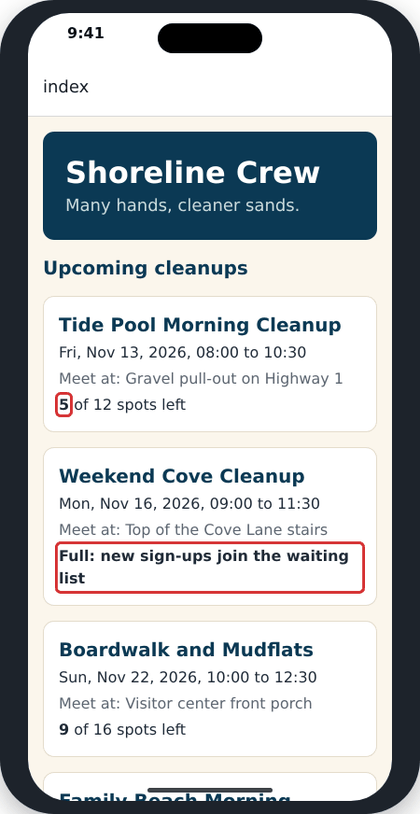 9:41
index
Shoreline Crew
Many hands, cleaner sands.
Upcoming cleanups
Tide Pool Morning Cleanup
Fri, Nov 13, 2026, 08:00 to 10:30
Meet at: Gravel pull-out on Highway 1
5 of 12 spots left
Weekend Cove Cleanup
Mon, Nov 16, 2026, 09:00 to 11:30
Meet at: Top of the Cove Lane stairs
Full: new sign-ups join the waiting
list
Boardwalk and Mudflats
Sun, Nov 22, 2026, 10:00 to 12:30
Meet at: Visitor center front porch
9 of 16 spots left
Family Beach Morning